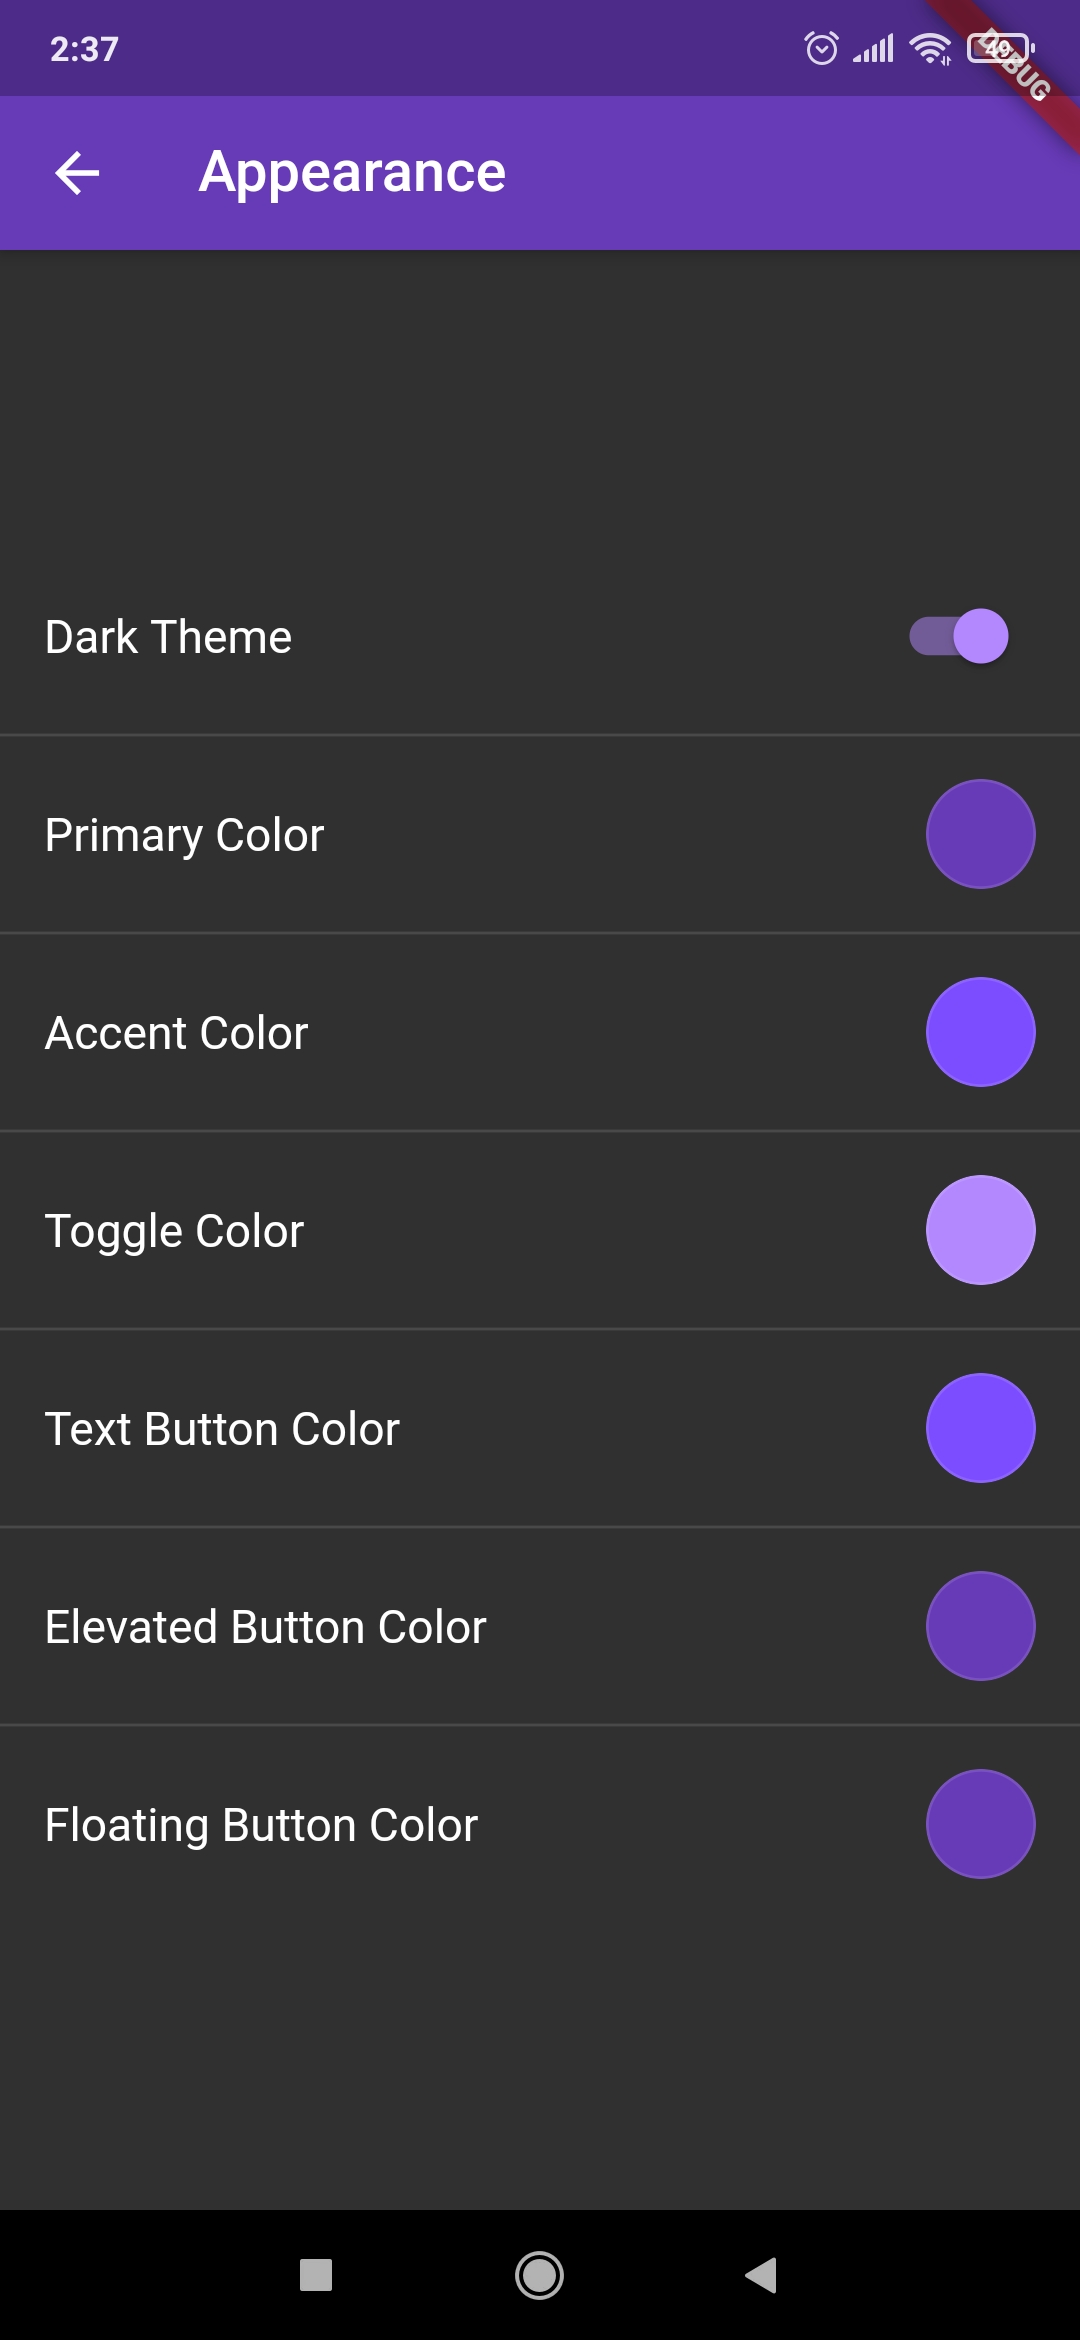 2:37
49
DEBUG
Appearance
Dark Theme
Primary Color
Accent Color
Toggle Color
Text Button Color
Elevated Button Color
Floating Button Color